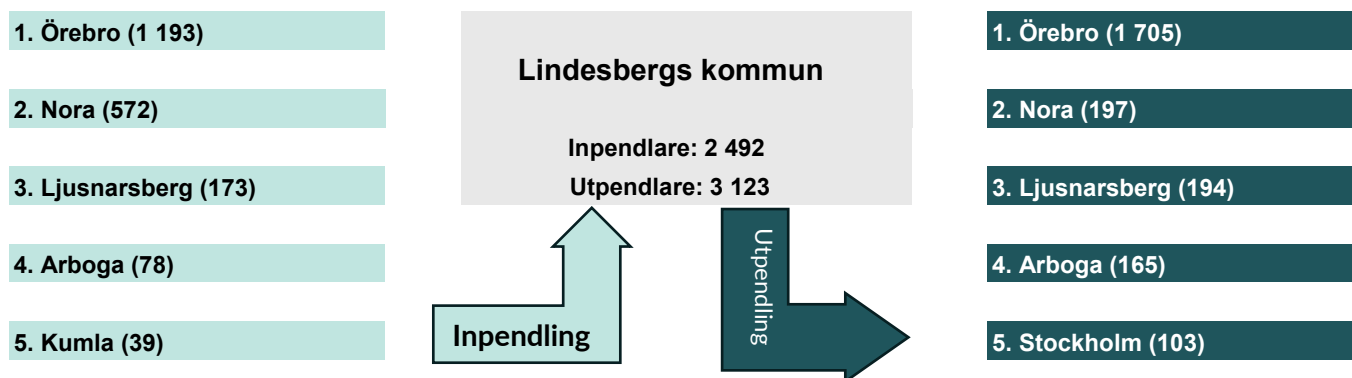 1. Örebro (1 193)
2. Nora (572)
3. Ljusnarsberg (173)
4. Arboga (78)
5. Kumla (39)
Lindesbergs kommun
Inpendlare: 2 492
Utpendlare: 3 123
Inpendling
Utpendling
1. Örebro (1 705)
2. Nora (197)
3. Ljusnarsberg (194)
4. Arboga (165)
5. Stockholm (103)